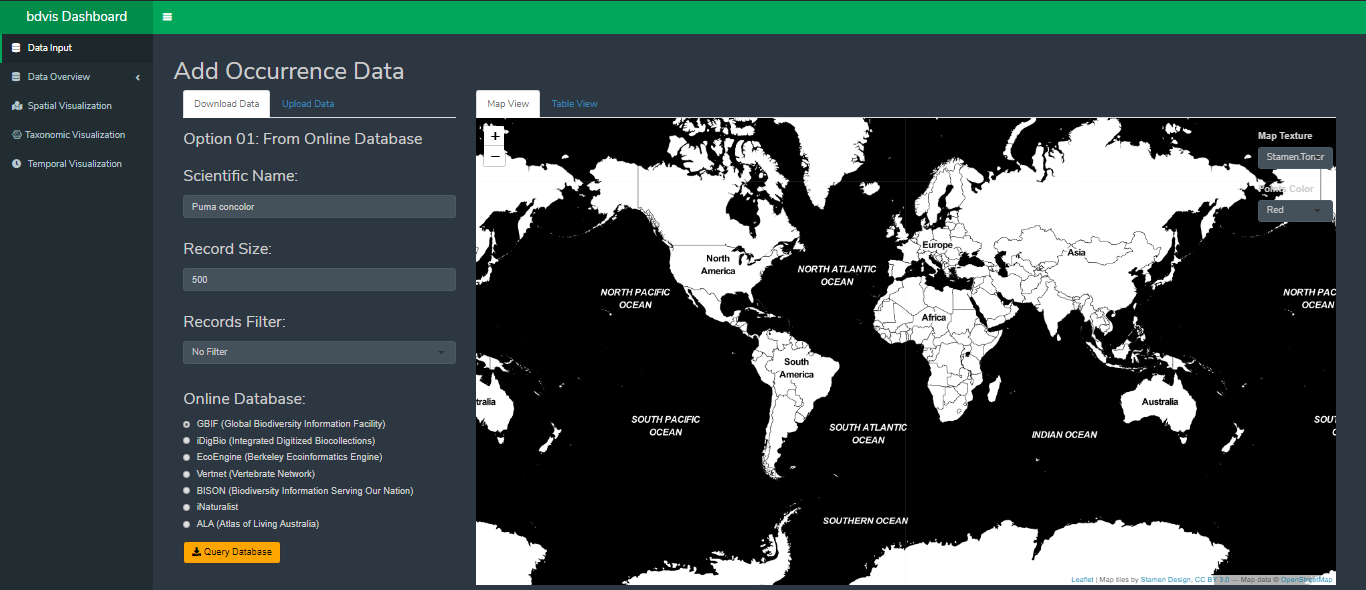 bdvis Dashboard
Data Input
Data Overview
Spatial Visualization
Taxonomic Visualization
Temporal Visualization
Add Occurrence Data
Download Data
Upload Data
Option 01: From Online Database
Scientific Name:
Puma concolor
Record Size:
500
Records Filter:
No Filter
Online Database:
GBIF (Global Biodiversity Information Facility)
iDigBio (Integrated Digitized Biocollections)
EcoEngine (Berkeley Ecoinformatics Engine)
Vertnet (Vertebrate Network)
BISON (Biodiversity Information Serving Our Nation)
iNaturalist
ALA (Atlas of Living Australia)
Query Database
Map View
Table View
+
−
Map Texture
Stamen.Toner
Points Color
Red
North
America
Europe
Asia
NORTH ATLANTIC
OCEAN
NORTH PACIFIC
OCEAN
NORTH PAC
OCEAN
Africa
South
America
tralia
Australia
SOUTH PACIFIC
OCEAN
SOUTH ATLANTIC
OCEAN
INDIAN OCEAN
SOUT
O
SOUTHERN OCEAN
Leaflet | Map tiles by Stamen Design, CC BY 3.0 — Map data © OpenStreetMap